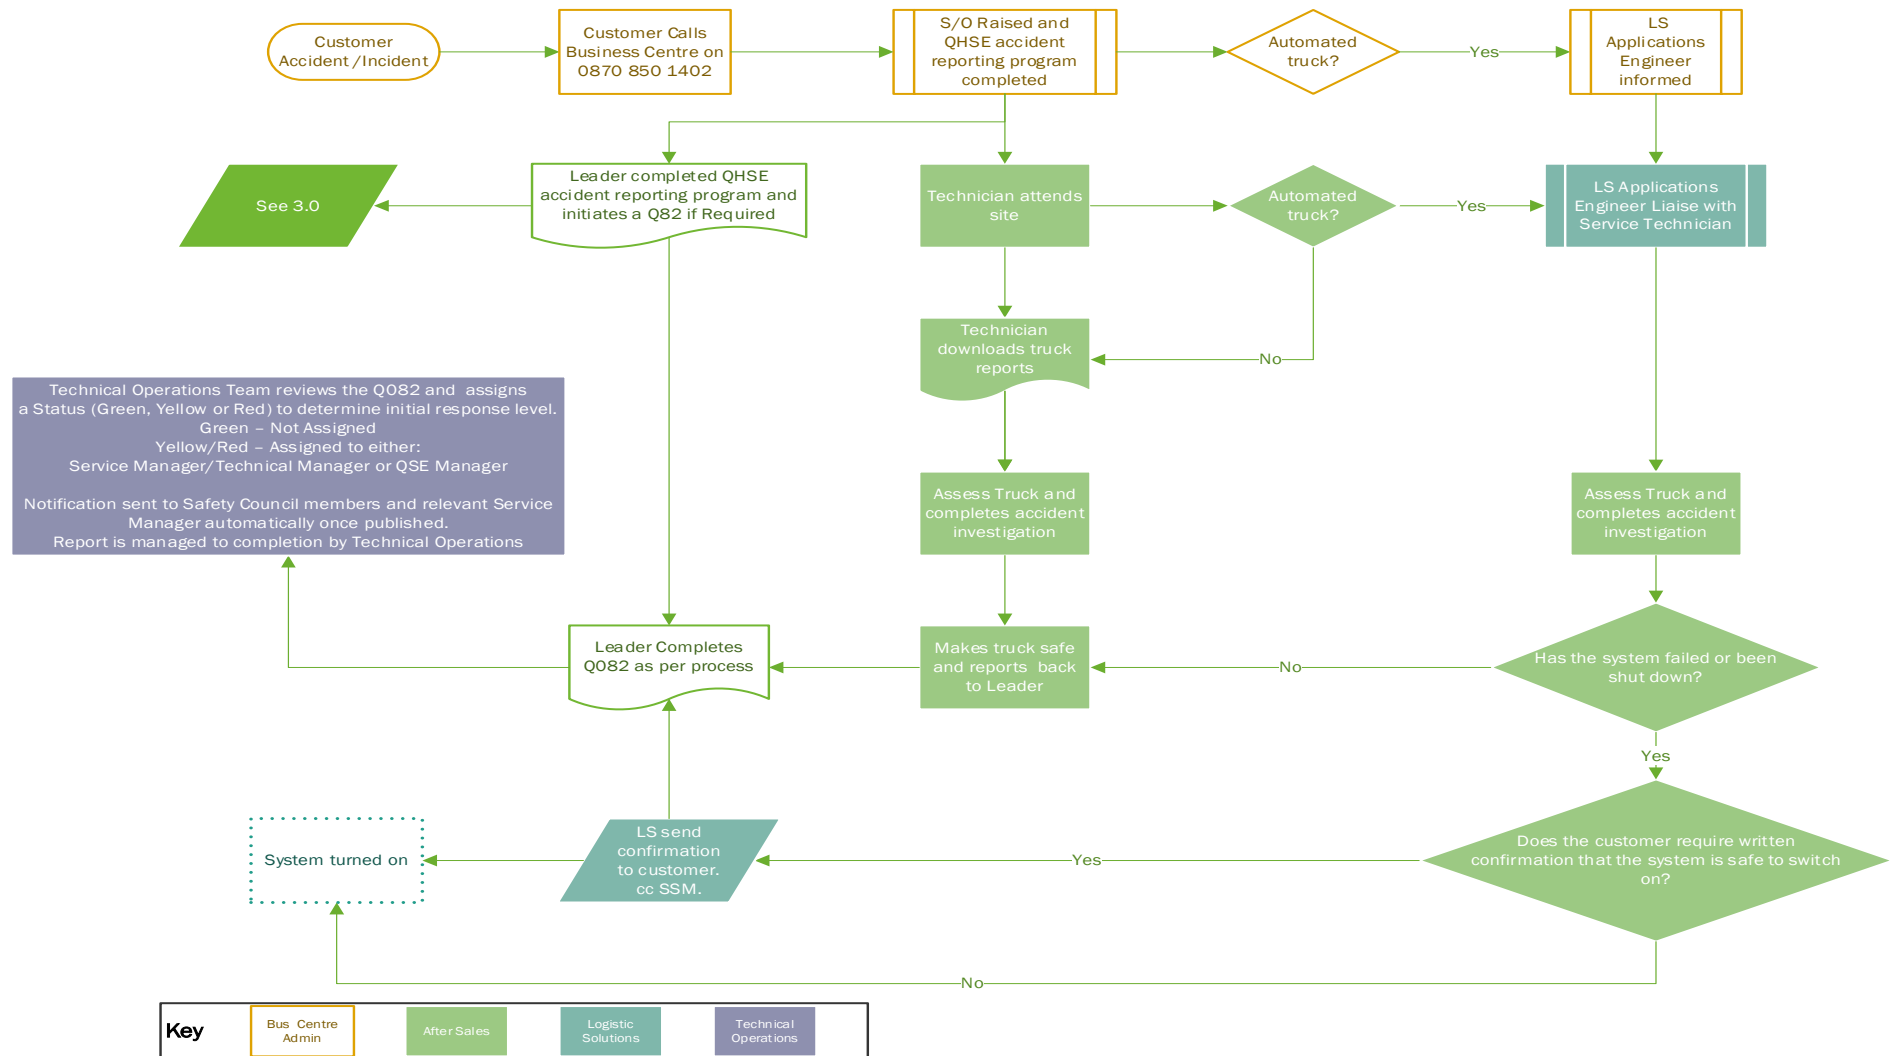 Customer
Accident /Incident
Customer Calls
Business Centre on
0870 850 1402
S/O Raised and
QHSE accident
reporting program
completed
Automated
truck?
Yes
LS
Applications
Engineer
informed
See 3.0
Leader completed QHSE
accident reporting program and
initiates a Q82 if Required
Technician attends
site
Automated
truck?
Yes
LS Applications
Engineer Liaise with
Service Technician
Technician
downloads truck
reports
No
Technical Operations Team reviews the Q082 and assigns
a Status (Green, Yellow or Red) to determine initial response level.
Green – Not Assigned
Yellow/Red – Assigned to either:
Service Manager/Technical Manager or QSE Manager
Notification sent to Safety Council members and relevant Service
Manager automatically once published.
Report is managed to completion by Technical Operations
Assess Truck and
completes accident
investigation
Assess Truck and
completes accident
investigation
Leader Completes
Q082 as per process
Makes truck safe
and reports back
to Leader
No
Has the system failed or been
shut down?
Yes
System turned on
LS send
confirmation
to customer.
cc SSM.
Yes
Does the customer require written
confirmation that the system is safe to switch
on?
No
Key
Bus Centre
Admin
After Sales
Logistic
Solutions
Technical
Operations